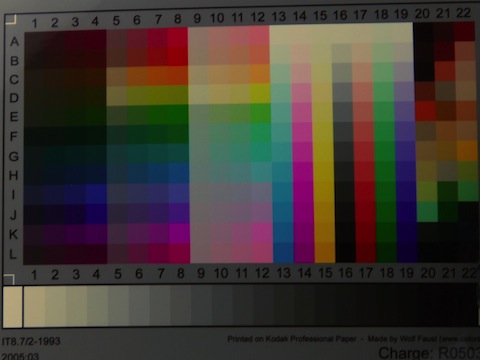 1 2 3 4 5 6 7 8 9 10 11 12 13 14 15 16 17 18 19 20 21 22
A
B
C
D
E
F
G
H
I
J
K
L
1 2 3 4 5 6 7 8 9 10 11 12 13 14 15 16 17 18 19 20 21 22
IT8.7/2-1993
Printed on Kodak Professional Paper - Made by Wolf Faust (www.
2005:03
Charge: R0503